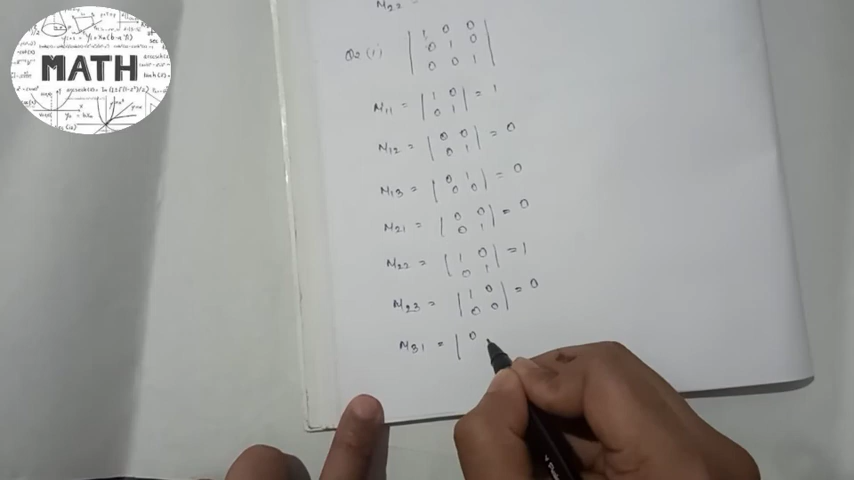 M22 =
MATH
Q2 (i) | 1 0 0 |
| 0 1 0 |
| 0 0 1 |
M11 = | 1 0 | = 1
| 0 1 |
M12 = | 0 0 | = 0
| 0 1 |
M13 = | 0 1 | = 0
| 0 0 |
M21 = | 0 0 | = 0
| 0 1 |
M22 = | 1 0 | = 1
| 0 1 |
M23 = | 1 0 | = 0
| 0 0 |
M31 = | 0